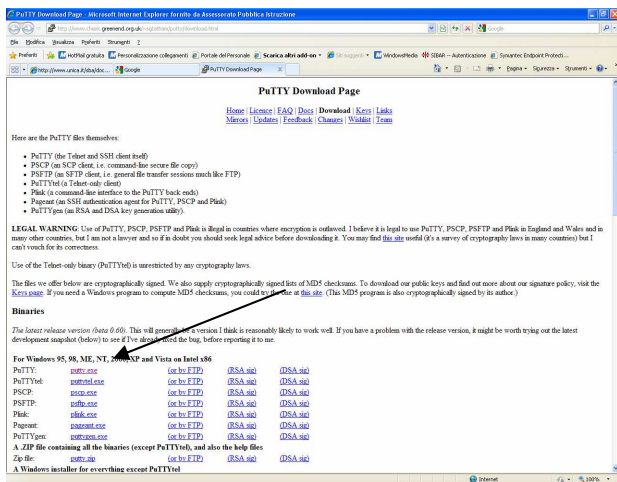 PuTTY Download Page - Microsoft Internet Explorer fornito da Assessorato Pubblica Istruzione
http://www.chiark.greenend.org.uk/~sgtatham/putty/download.html
Google
File Modifica Visualizza Preferiti Strumenti ?
Preferiti HotMail gratuita Personalizzazione collegamenti Portale del Personale Scarica altri add-on Siti suggeriti WindowsMedia SIBAR -- Autenticazione Symantec Endpoint Protecti...
http://www.unica.it/sba/doc... Google PuTTY Download Page Pagina Sicurezza Strumenti
PuTTY Download Page
Home | Licence | FAQ | Docs | Download | Keys | Links
Mirrors | Updates | Feedback | Changes | Wishlist | Team
Here are the PuTTY files themselves:
PuTTY (the Telnet and SSH client itself)
PSCP (an SCP client, i.e. command-line secure file copy)
PSFTP (an SFTP client, i.e. general file transfer sessions much like FTP)
PuTTYtel (a Telnet-only client)
Plink (a command-line interface to the PuTTY back ends)
Pageant (an SSH authentication agent for PuTTY, PSCP and Plink)
PuTTYgen (an RSA and DSA key generation utility).
LEGAL WARNING: Use of PuTTY, PSCP, PSFTP and Plink is illegal in countries where encryption is outlawed. I believe it is legal to use PuTTY, PSCP, PSFTP and Plink in England and Wales and in
many other countries, but I am not a lawyer and so if in doubt you should seek legal advice before downloading it. You may find this site useful (it's a survey of cryptography laws in many countries) but I
can't vouch for its correctness.
Use of the Telnet-only binary (PuTTYtel) is unrestricted by any cryptography laws.
The files we offer below are cryptographically signed. We also supply cryptographically signed lists of MD5 checksums. To download our public keys and find out more about our signature policy, visit the
Keys page. If you need a Windows program to compute MD5 checksums, you could try the one at this site. (This MD5 program is also cryptographically signed by its author.)
Binaries
The latest release version (beta 0.60). This will generally be a version I think is reasonably likely to work well. If you have a problem with the release version, it might be worth trying out the latest
development snapshot (below) to see if I've already fixed the bug, before reporting it to me.
For Windows 95, 98, ME, NT, 2000, XP and Vista on Intel x86
PuTTY: putty.exe (or by FTP) (RSA sig) (DSA sig)
PuTTYtel: puttytel.exe (or by FTP) (RSA sig) (DSA sig)
PSCP: pscp.exe (or by FTP) (RSA sig) (DSA sig)
PSFTP: psftp.exe (or by FTP) (RSA sig) (DSA sig)
Plink: plink.exe (or by FTP) (RSA sig) (DSA sig)
Pageant: pageant.exe (or by FTP) (RSA sig) (DSA sig)
PuTTYgen: puttygen.exe (or by FTP) (RSA sig) (DSA sig)
A .ZIP file containing all the binaries (except PuTTYtel), and also the help files
Zip file: putty.zip (or by FTP) (RSA sig) (DSA sig)
A Windows installer for everything except PuTTYtel
Internet 100%